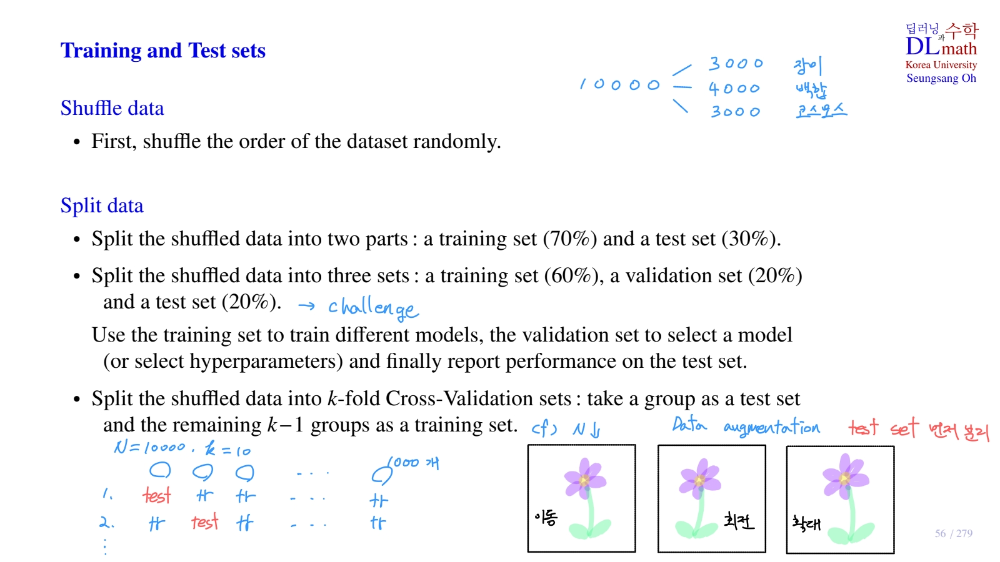 Training and Test sets
딥러닝과 수학
DL math
Korea University
Seungsang Oh
10000
3000 장미
4000 백합
3000 코스모스
Shuffle data
• First, shuffle the order of the dataset randomly.
Split data
• Split the shuffled data into two parts : a training set (70%) and a test set (30%).
• Split the shuffled data into three sets : a training set (60%), a validation set (20%)
and a test set (20%). → challenge
Use the training set to train different models, the validation set to select a model
(or select hyperparameters) and finally report performance on the test set.
• Split the shuffled data into k-fold Cross-Validation sets : take a group as a test set
and the remaining k−1 groups as a training set.
cf) N↓ Data augmentation test set 먼저 분리
N=10000, k=10
1000개
1. test tr tr ... tr
2. tr test tr ... tr
⋮
이동
회전
확대
56 / 279